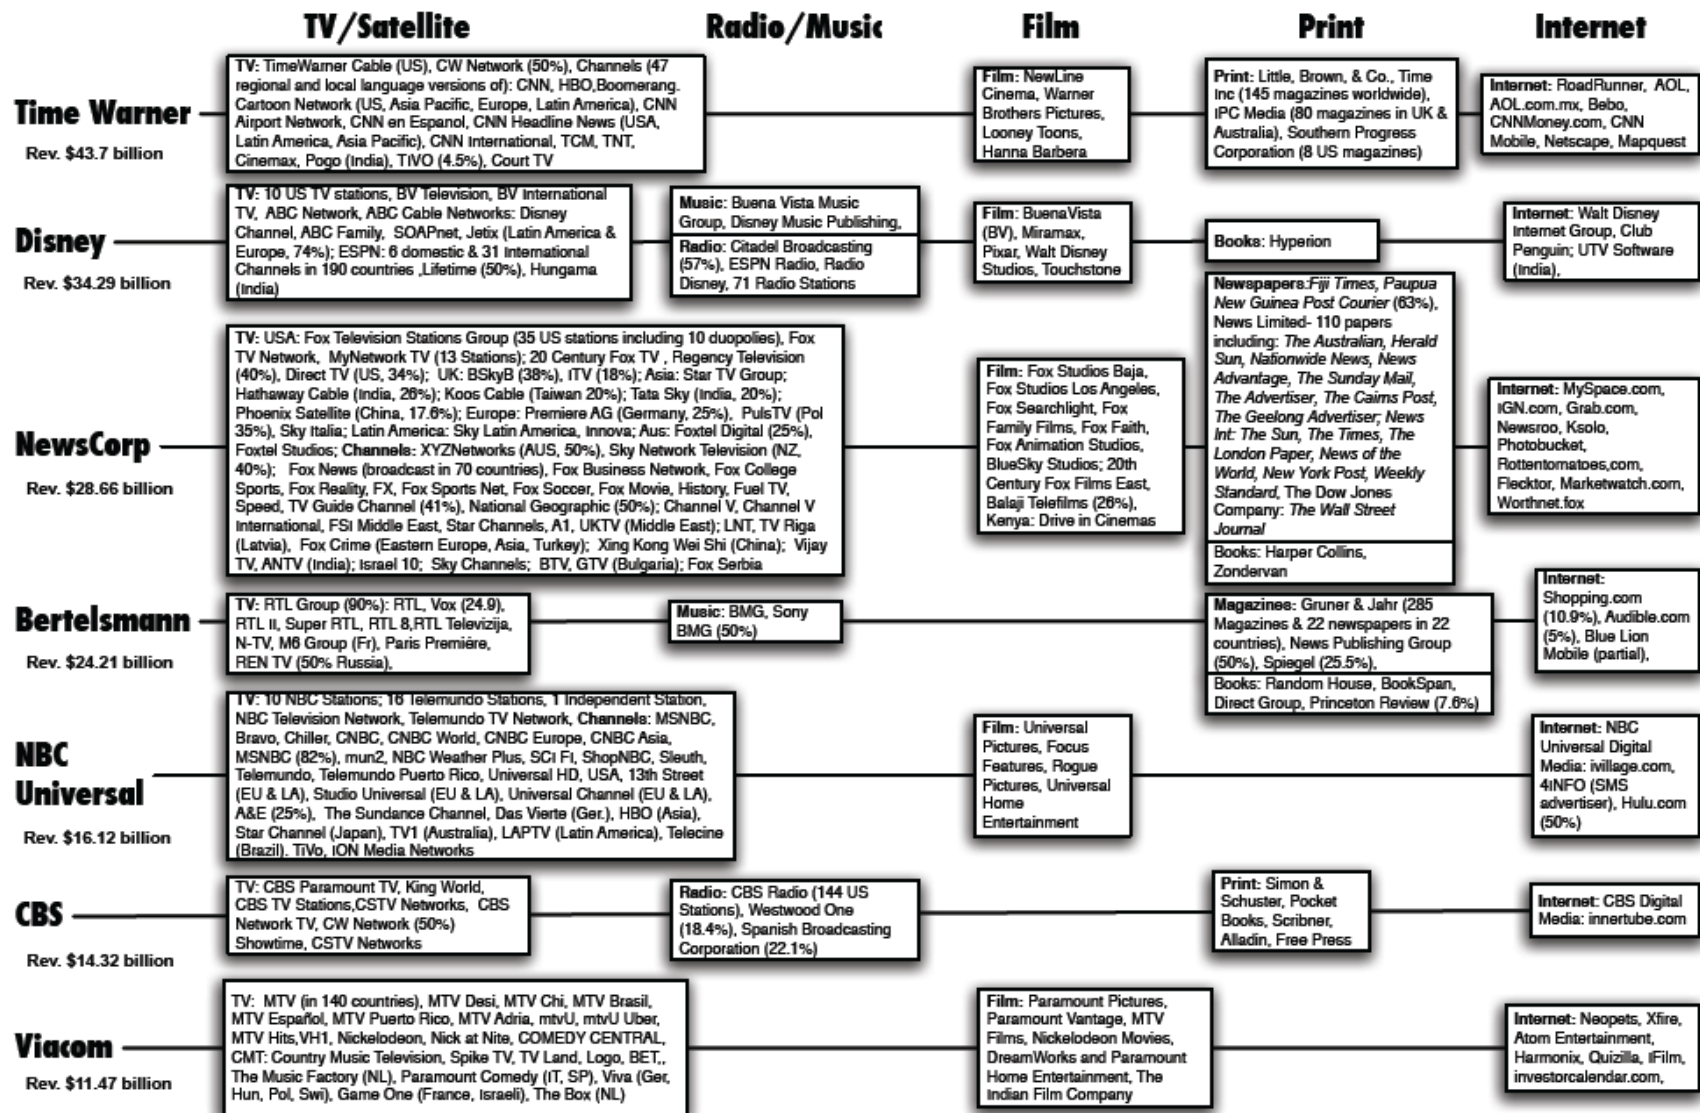 TV/Satellite
Radio/Music
Film
Print
Internet
Time Warner
Rev. $43.7 billion
TV: TimeWarner Cable (US), CW Network (50%), Channels (47
regional and local language versions of): CNN, HBO,Boomerang.
Cartoon Network (US, Asia Pacific, Europe, Latin America), CNN
Airport Network, CNN en Espanol, CNN Headline News (USA,
Latin America, Asia Pacific), CNN International, TCM, TNT,
Cinemax, Pogo (India), TIVO (4.5%), Court TV
Film: NewLine
Cinema, Warner
Brothers Pictures,
Looney Toons,
Hanna Barbera
Print: Little, Brown, & Co., Time
Inc (145 magazines worldwide),
IPC Media (80 magazines in UK &
Australia), Southern Progress
Corporation (8 US magazines)
Internet: RoadRunner, AOL,
AOL.com.mx, Bebo,
CNNMoney.com, CNN
Mobile, Netscape, Mapquest
Disney
Rev. $34.29 billion
TV: 10 US TV stations, BV Television, BV International
TV, ABC Network, ABC Cable Networks: Disney
Channel, ABC Family, SOAPnet, Jetix (Latin America &
Europe, 74%); ESPN: 6 domestic & 31 International
Channels in 190 countries ,Lifetime (50%), Hungama
(India)
Music: Buena Vista Music
Group, Disney Music Publishing,
Radio: Citadel Broadcasting
(57%), ESPN Radio, Radio
Disney, 71 Radio Stations
Film: BuenaVista
(BV), Miramax,
Pixar, Walt Disney
Studios, Touchstone
Books: Hyperion
Internet: Walt Disney
Internet Group, Club
Penguin; UTV Software
(India),
NewsCorp
Rev. $28.66 billion
TV: USA: Fox Television Stations Group (35 US stations including 10 duopolies), Fox
TV Network, MyNetwork TV (13 Stations); 20 Century Fox TV , Regency Television
(40%), Direct TV (US, 34%); UK: BSkyB (38%), ITV (18%); Asia: Star TV Group;
Hathaway Cable (India, 26%); Koos Cable (Taiwan 20%); Tata Sky (India, 20%);
Phoenix Satellite (China, 17.6%); Europe: Premiere AG (Germany, 25%), PulsTV (Pol
35%), Sky Italia; Latin America: Sky Latin America, Innova; Aus: Foxtel Digital (25%),
Foxtel Studios; Channels: XYZNetworks (AUS, 50%), Sky Network Television (NZ,
40%); Fox News (broadcast in 70 countries), Fox Business Network, Fox College
Sports, Fox Reality, FX, Fox Sports Net, Fox Soccer, Fox Movie, History, Fuel TV,
Speed, TV Guide Channel (41%), National Geographic (50%); Channel V, Channel V
International, FSI Middle East, Star Channels, A1, UKTV (Middle East); LNT, TV Riga
(Latvia), Fox Crime (Eastern Europe, Asia, Turkey); Xing Kong Wei Shi (China); Vijay
TV, ANTV (India); Israel 10; Sky Channels; BTV, GTV (Bulgaria); Fox Serbia
Film: Fox Studios Baja,
Fox Studios Los Angeles,
Fox Searchlight, Fox
Family Films, Fox Faith,
Fox Animation Studios,
BlueSky Studios; 20th
Century Fox Films East,
Balaji Telefilms (26%),
Kenya: Drive in Cinemas
Newspapers:Fiji Times, Paupua
New Guinea Post Courier (63%),
News Limited- 110 papers
including: The Australian, Herald
Sun, Nationwide News, News
Advantage, The Sunday Mail,
The Advertiser, The Cairns Post,
The Geelong Advertiser; News
Int: The Sun, The Times, The
London Paper, News of the
World, New York Post, Weekly
Standard, The Dow Jones
Company: The Wall Street
Journal
Books: Harper Collins,
Zondervan
Internet: MySpace.com,
IGN.com, Grab.com,
Newsroo, Ksolo,
Photobucket,
Rottentomatoes,com,
Flecktor, Marketwatch.com,
Worthnet.fox
Bertelsmann
Rev. $24.21 billion
TV: RTL Group (90%): RTL, Vox (24.9),
RTL II, Super RTL, RTL 8,RTL Televizija,
N-TV, M6 Group (Fr), Paris Première,
REN TV (50% Russia),
Music: BMG, Sony
BMG (50%)
Magazines: Gruner & Jahr (285
Magazines & 22 newspapers in 22
countries), News Publishing Group
(50%), Spiegel (25.5%),
Books: Random House, BookSpan,
Direct Group, Princeton Review (7.6%)
Internet:
Shopping.com
(10.9%), Audible.com
(5%), Blue Lion
Mobile (partial),
NBC
Universal
Rev. $16.12 billion
TV: 10 NBC Stations; 16 Telemundo Stations, 1 Independent Station,
NBC Television Network, Telemundo TV Network, Channels: MSNBC,
Bravo, Chiller, CNBC, CNBC World, CNBC Europe, CNBC Asia,
MSNBC (82%), mun2, NBC Weather Plus, SCI FI, ShopNBC, Sleuth,
Telemundo, Telemundo Puerto Rico, Universal HD, USA, 13th Street
(EU & LA), Studio Universal (EU & LA), Universal Channel (EU & LA),
A&E (25%), The Sundance Channel, Das Vierte (Ger.), HBO (Asia),
Star Channel (Japan), TV1 (Australia), LAPTV (Latin America), Telecine
(Brazil). TiVo, ION Media Networks
Film: Universal
Pictures, Focus
Features, Rogue
Pictures, Universal
Home
Entertainment
Internet: NBC
Universal Digital
Media: ivillage.com,
4INFO (SMS
advertiser), Hulu.com
(50%)
CBS
Rev. $14.32 billion
TV: CBS Paramount TV, King World,
CBS TV Stations,CSTV Networks, CBS
Network TV, CW Network (50%)
Showtime, CSTV Networks
Radio: CBS Radio (144 US
Stations), Westwood One
(18.4%), Spanish Broadcasting
Corporation (22.1%)
Print: Simon &
Schuster, Pocket
Books, Scribner,
Alladin, Free Press
Internet: CBS Digital
Media: innertube.com
Viacom
Rev. $11.47 billion
TV: MTV (in 140 countries), MTV Desi, MTV Chi, MTV Brasil,
MTV Español, MTV Puerto Rico, MTV Adria, mtvU, mtvU Uber,
MTV Hits,VH1, Nickelodeon, Nick at Nite, COMEDY CENTRAL,
CMT: Country Music Television, Spike TV, TV Land, Logo, BET,,
The Music Factory (NL), Paramount Comedy (IT, SP), Viva (Ger,
Hun, Pol, Swi), Game One (France, Israeli), The Box (NL)
Film: Paramount Pictures,
Paramount Vantage, MTV
Films, Nickelodeon Movies,
DreamWorks and Paramount
Home Entertainment, The
Indian Film Company
Internet: Neopets, Xfire,
Atom Entertainment,
Harmonix, Quizilla, IFilm,
investorcalendar.com,